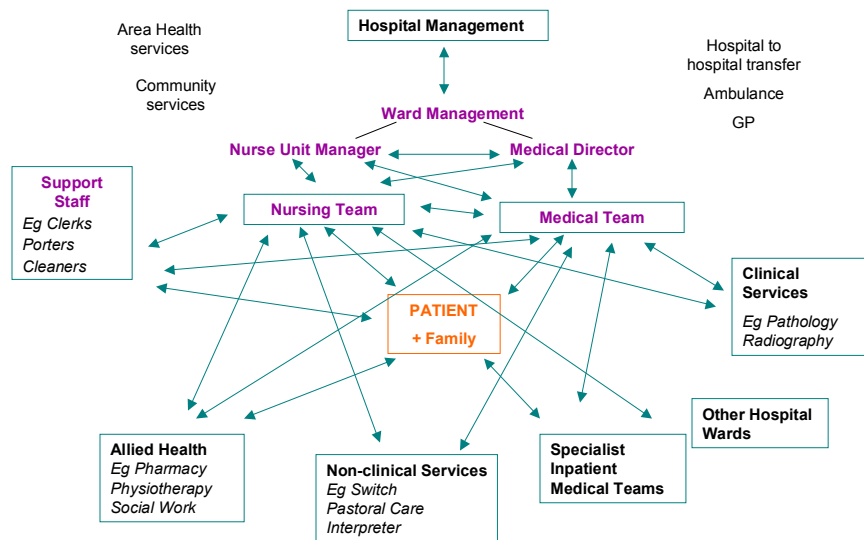 Area Health
services
Hospital Management
Hospital to
hospital transfer
Community
services
Ambulance
GP
Ward Management
Nurse Unit Manager
Medical Director
Support
Staff
Eg Clerks
Porters
Cleaners
Nursing Team
Medical Team
PATIENT
+ Family
Clinical
Services
Eg Pathology
Radiography
Other Hospital
Wards
Allied Health
Eg Pharmacy
Physiotherapy
Social Work
Non-clinical Services
Eg Switch
Pastoral Care
Interpreter
Specialist
Inpatient
Medical Teams